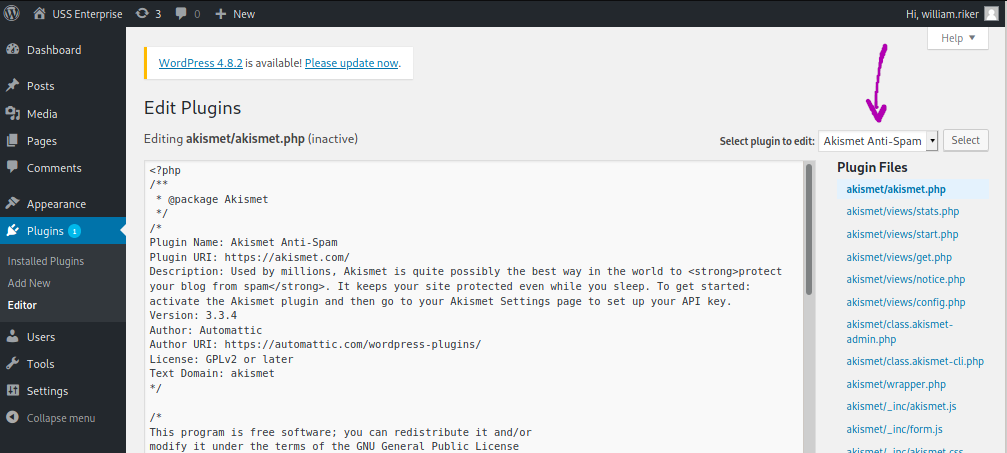 USS Enterprise 3 0 + New Hi, william.riker
Help ▼
Dashboard
Posts
Media
Pages
Comments
Appearance
Plugins 1
Installed Plugins
Add New
Editor
Users
Tools
Settings
Collapse menu
WordPress 4.8.2 is available! Please update now.
Edit Plugins
Editing akismet/akismet.php (inactive)
Select plugin to edit: Akismet Anti-Spam Select
<?php
/**
 * @package Akismet
 */
/*
Plugin Name: Akismet Anti-Spam
Plugin URI: https://akismet.com/
Description: Used by millions, Akismet is quite possibly the best way in the world to <strong>protect
your blog from spam</strong>. It keeps your site protected even while you sleep. To get started:
activate the Akismet plugin and then go to your Akismet Settings page to set up your API key.
Version: 3.3.4
Author: Automattic
Author URI: https://automattic.com/wordpress-plugins/
License: GPLv2 or later
Text Domain: akismet
*/
/*
This program is free software; you can redistribute it and/or
modify it under the terms of the GNU General Public License
Plugin Files
akismet/akismet.php
akismet/views/stats.php
akismet/views/start.php
akismet/views/get.php
akismet/views/notice.php
akismet/views/config.php
akismet/class.akismet-
admin.php
akismet/class.akismet-cli.php
akismet/wrapper.php
akismet/_inc/akismet.js
akismet/_inc/form.js
akismet/_inc/akismet.css